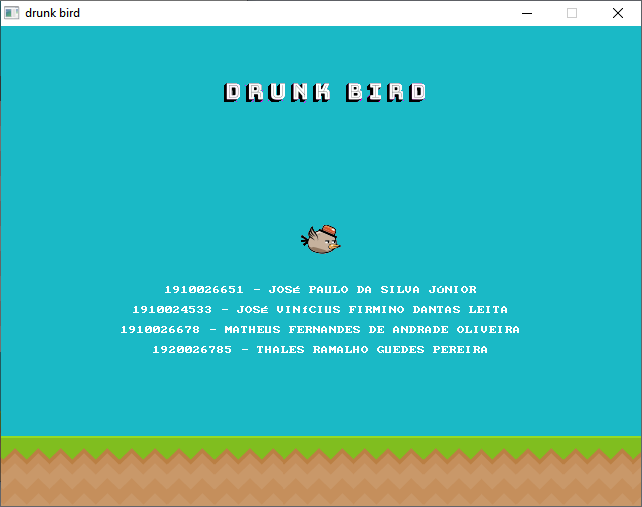 drunk bird
DRUNK BIRD
1910026651 - JOSÉ PAULO DA SILVA JÚNIOR
1910024533 - JOSÉ VINÍCIUS FIRMINO DANTAS LEITA
1910026678 - MATHEUS FERNANDES DE ANDRADE OLIVEIRA
1920026785 - THALES RAMALHO GUEDES PEREIRA